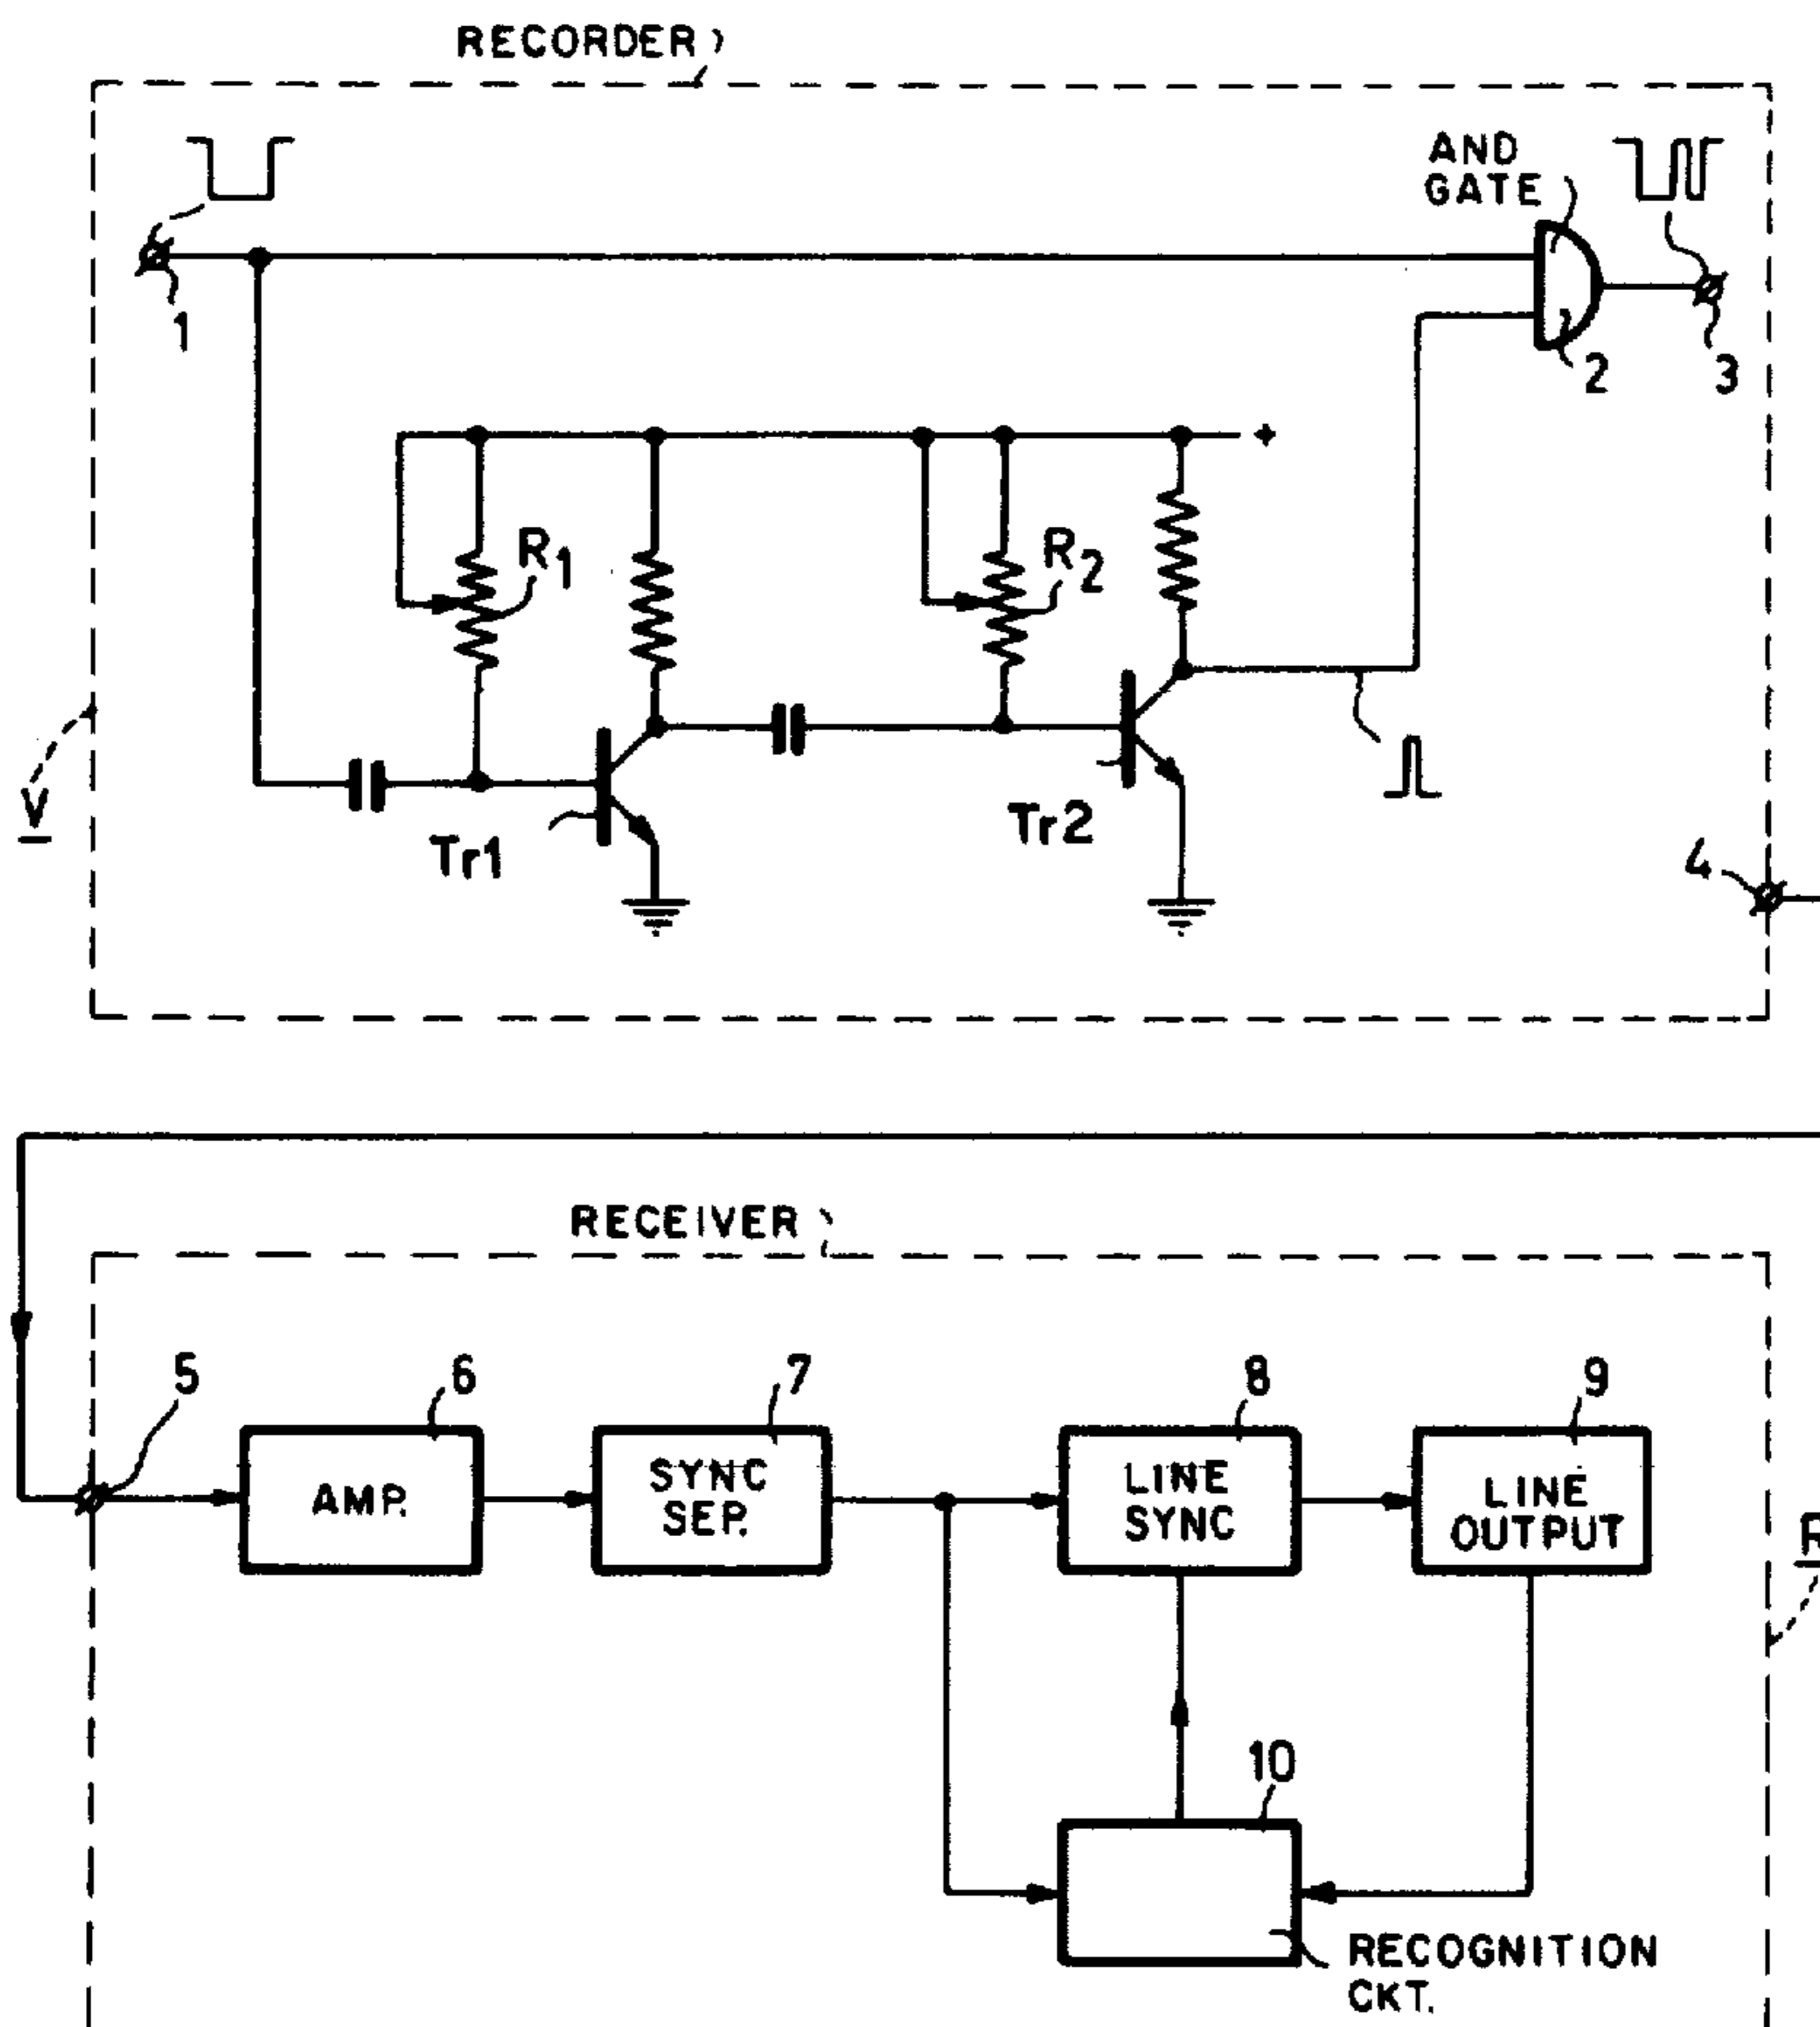 RECORDER
AND
GATE
1
2
3
+
R1
R2
V
Tr1
Tr2
4
RECEIVER
5
6
7
8
9
AMP.
SYNC
SEP.
LINE
SYNC
LINE
OUTPUT
R
10
RECOGNITION
CKT.